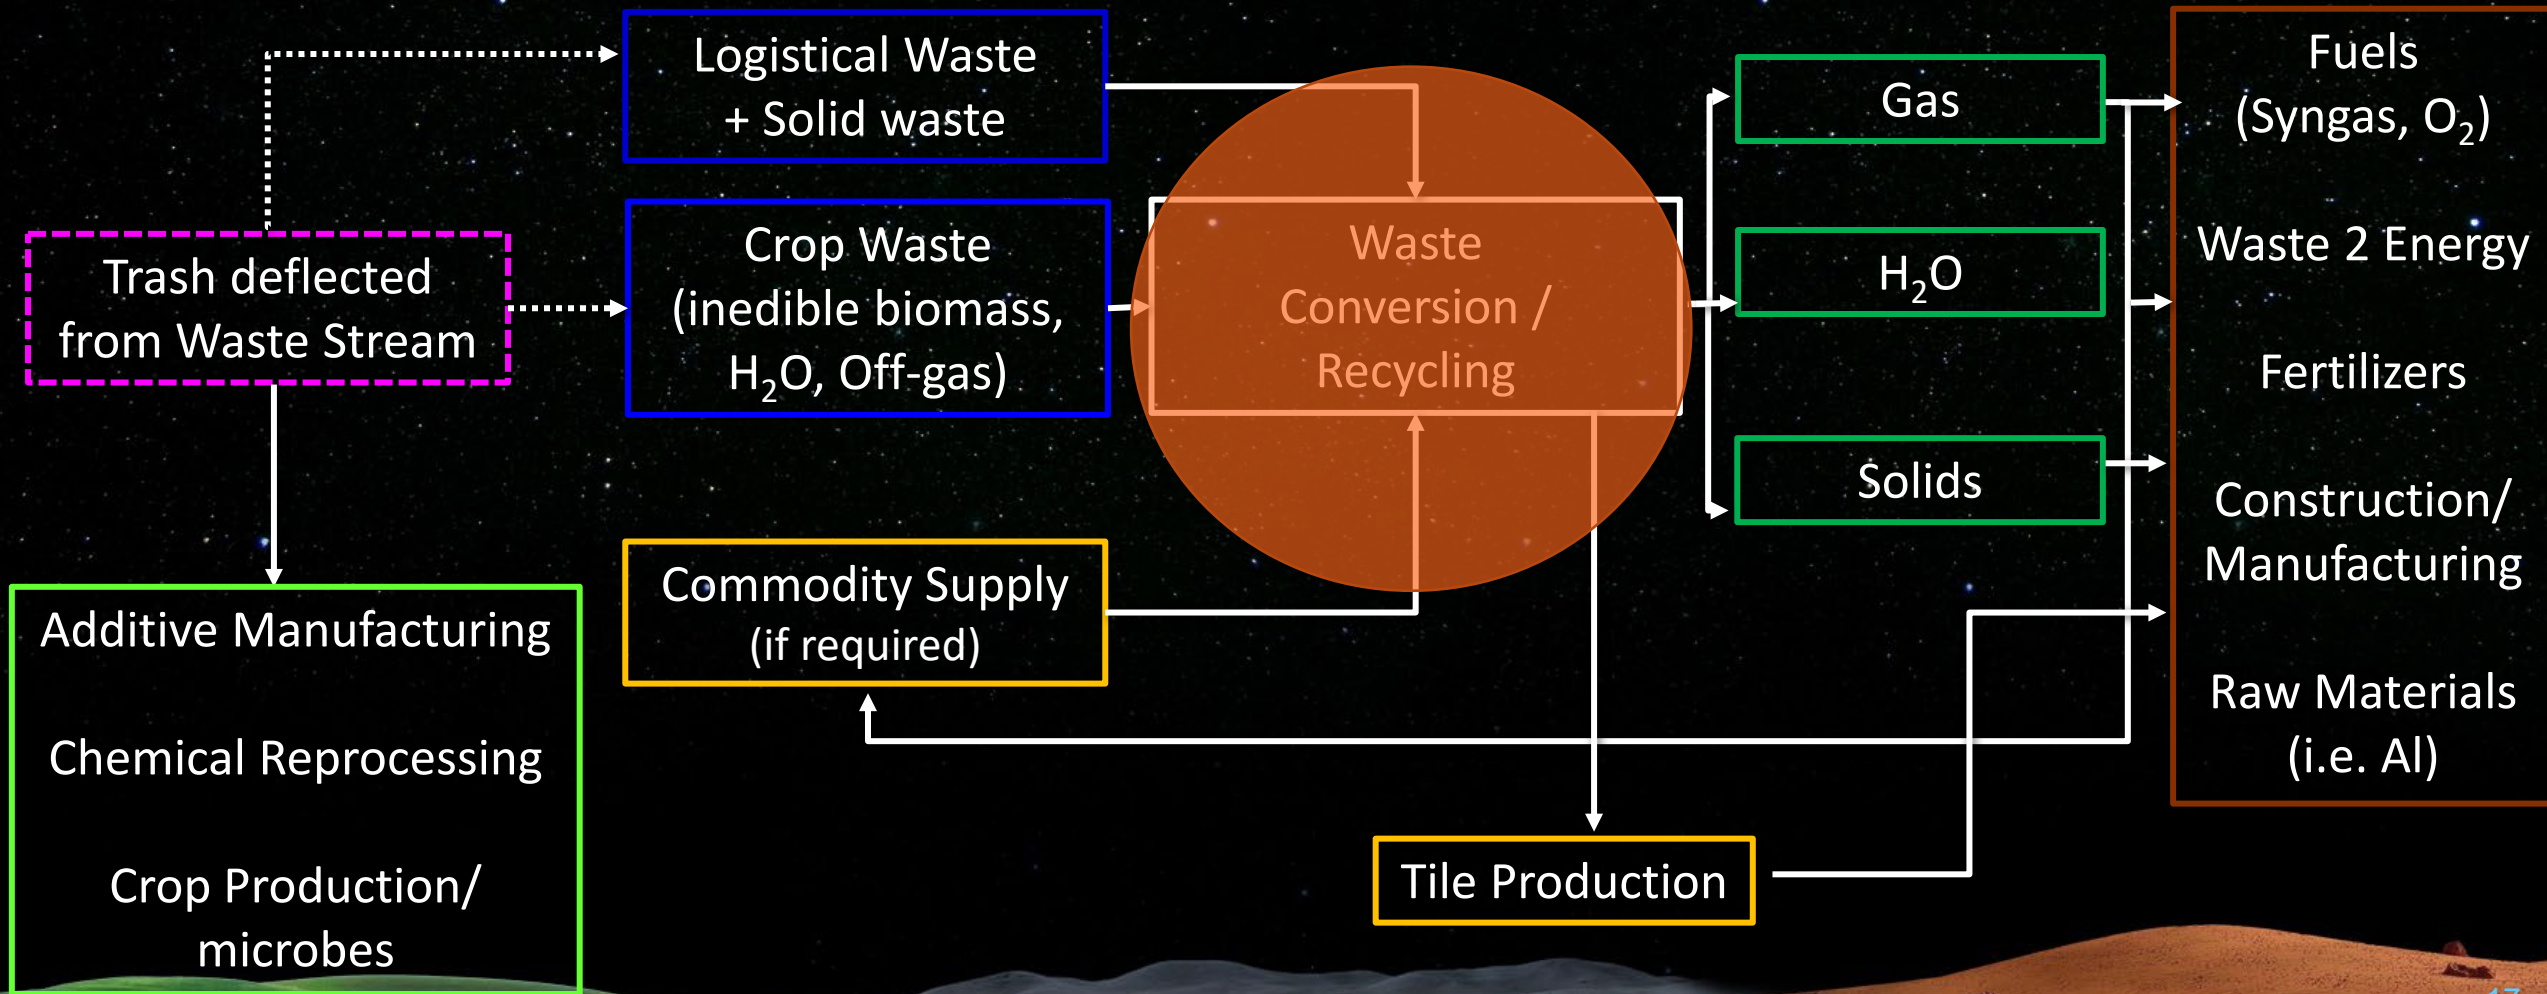 Logistical Waste
+ Solid waste
Trash deflected
from Waste Stream
Crop Waste
(inedible biomass,
H₂O, Off-gas)
Waste
Conversion /
Recycling
Commodity Supply
(if required)
Additive Manufacturing
Chemical Reprocessing
Crop Production/
microbes
Tile Production
Gas
H₂O
Solids
Fuels
(Syngas, O₂)
Waste 2 Energy
Fertilizers
Construction/
Manufacturing
Raw Materials
(i.e. Al)
17